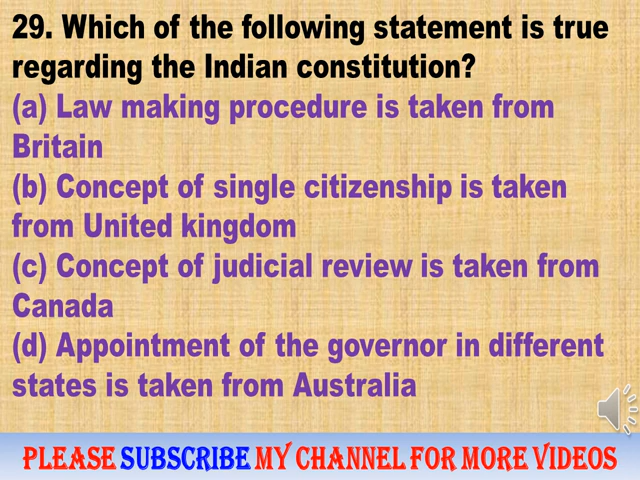 29. Which of the following statement is true
regarding the Indian constitution?
(a) Law making procedure is taken from
Britain
(b) Concept of single citizenship is taken
from United kingdom
(c) Concept of judicial review is taken from
Canada
(d) Appointment of the governor in different
states is taken from Australia
PLEASE SUBSCRIBE MY CHANNEL FOR MORE VIDEOS